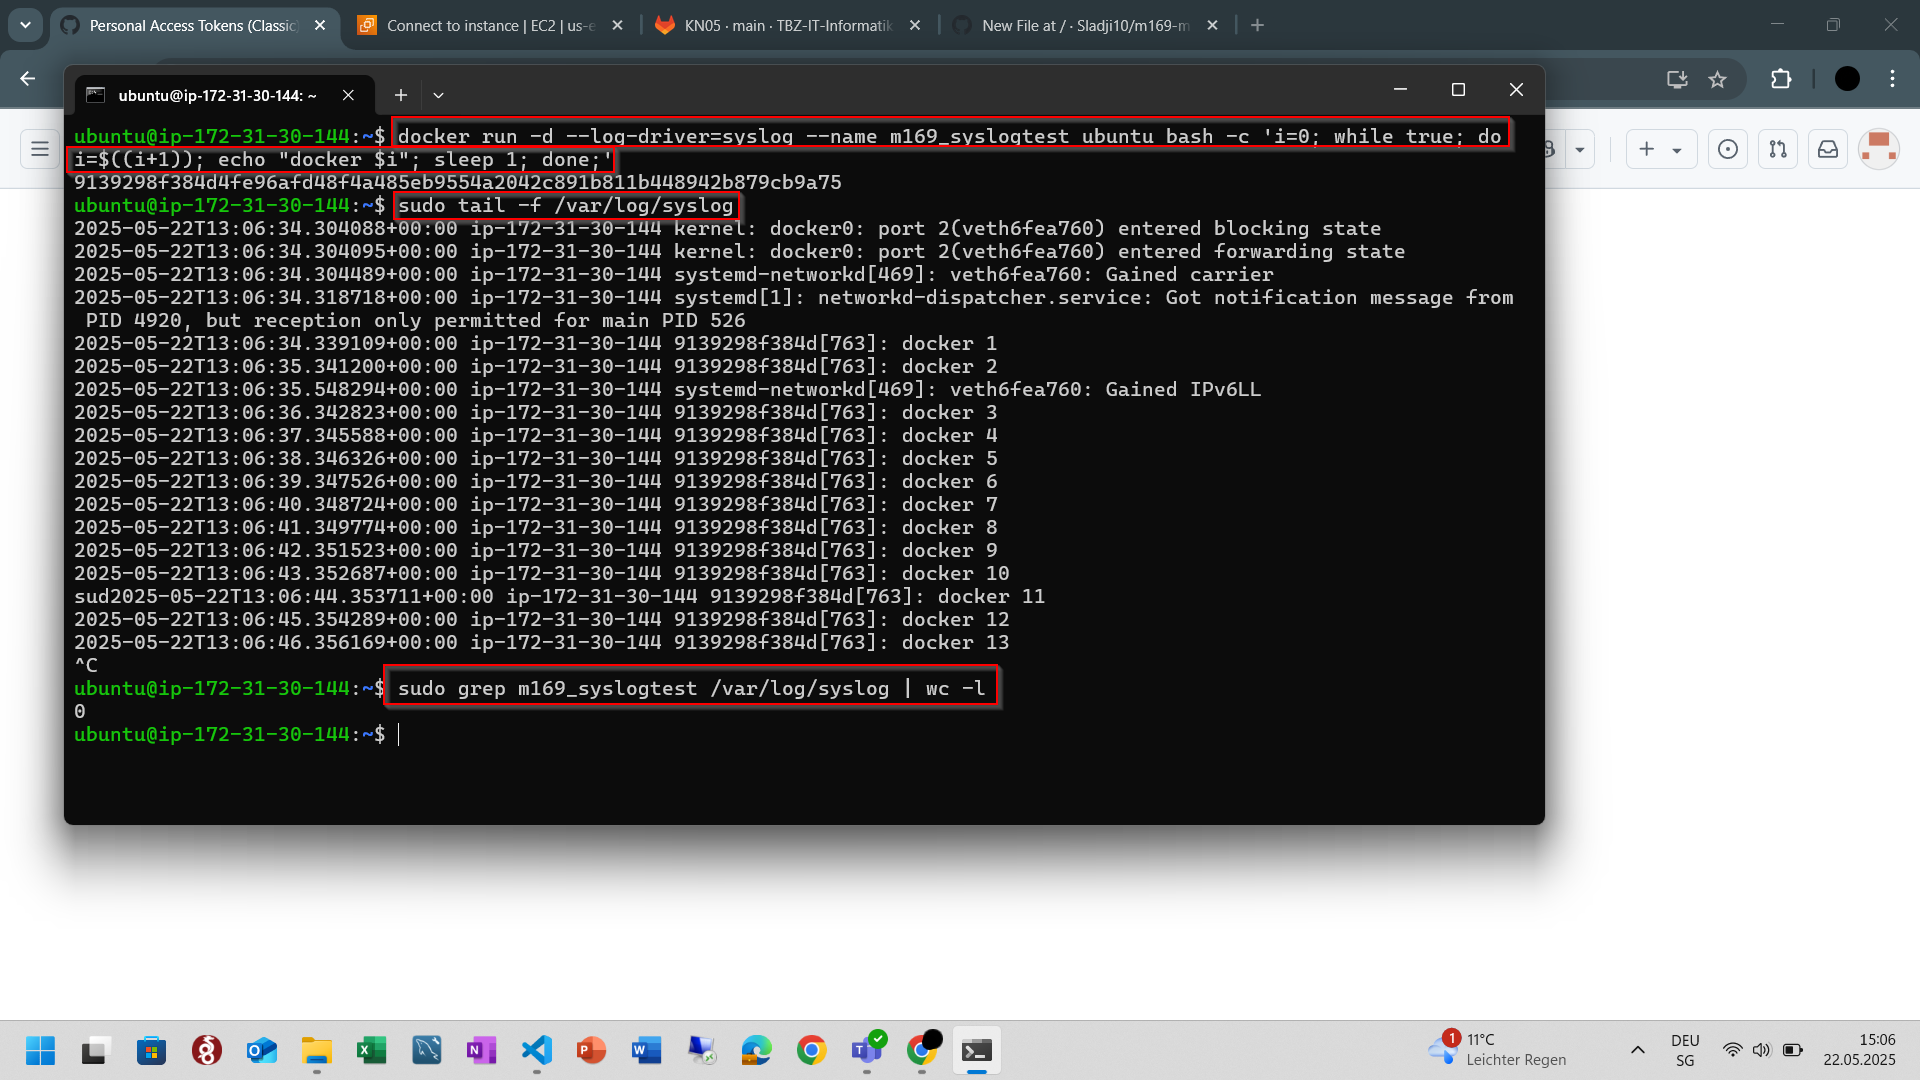 Personal Access Tokens (Classic)
Connect to instance | EC2 | us-e
KN05 · main · TBZ-IT-Informatik
New File at / · Sladji10/m169-m
ubuntu@ip-172-31-30-144: ~
ubuntu@ip-172-31-30-144:~$ docker run -d --log-driver=syslog --name m169_syslogtest ubuntu bash -c 'i=0; while true; do
i=$((i+1)); echo "docker $i"; sleep 1; done;'
9139298f384d4fe96afd48f4a485eb9554a2042c891b811b448942b879cb9a75
ubuntu@ip-172-31-30-144:~$ sudo tail -f /var/log/syslog
2025-05-22T13:06:34.304088+00:00 ip-172-31-30-144 kernel: docker0: port 2(veth6fea760) entered blocking state
2025-05-22T13:06:34.304095+00:00 ip-172-31-30-144 kernel: docker0: port 2(veth6fea760) entered forwarding state
2025-05-22T13:06:34.304489+00:00 ip-172-31-30-144 systemd-networkd[469]: veth6fea760: Gained carrier
2025-05-22T13:06:34.318718+00:00 ip-172-31-30-144 systemd[1]: networkd-dispatcher.service: Got notification message from
PID 4920, but reception only permitted for main PID 526
2025-05-22T13:06:34.339109+00:00 ip-172-31-30-144 9139298f384d[763]: docker 1
2025-05-22T13:06:35.341200+00:00 ip-172-31-30-144 9139298f384d[763]: docker 2
2025-05-22T13:06:35.548294+00:00 ip-172-31-30-144 systemd-networkd[469]: veth6fea760: Gained IPv6LL
2025-05-22T13:06:36.342823+00:00 ip-172-31-30-144 9139298f384d[763]: docker 3
2025-05-22T13:06:37.345588+00:00 ip-172-31-30-144 9139298f384d[763]: docker 4
2025-05-22T13:06:38.346326+00:00 ip-172-31-30-144 9139298f384d[763]: docker 5
2025-05-22T13:06:39.347526+00:00 ip-172-31-30-144 9139298f384d[763]: docker 6
2025-05-22T13:06:40.348724+00:00 ip-172-31-30-144 9139298f384d[763]: docker 7
2025-05-22T13:06:41.349774+00:00 ip-172-31-30-144 9139298f384d[763]: docker 8
2025-05-22T13:06:42.351523+00:00 ip-172-31-30-144 9139298f384d[763]: docker 9
2025-05-22T13:06:43.352687+00:00 ip-172-31-30-144 9139298f384d[763]: docker 10
sud2025-05-22T13:06:44.353711+00:00 ip-172-31-30-144 9139298f384d[763]: docker 11
2025-05-22T13:06:45.354289+00:00 ip-172-31-30-144 9139298f384d[763]: docker 12
2025-05-22T13:06:46.356169+00:00 ip-172-31-30-144 9139298f384d[763]: docker 13
^C
ubuntu@ip-172-31-30-144:~$ sudo grep m169_syslogtest /var/log/syslog | wc -l
0
ubuntu@ip-172-31-30-144:~$
1
11°C
Leichter Regen
DEU
SG
15:06
22.05.2025